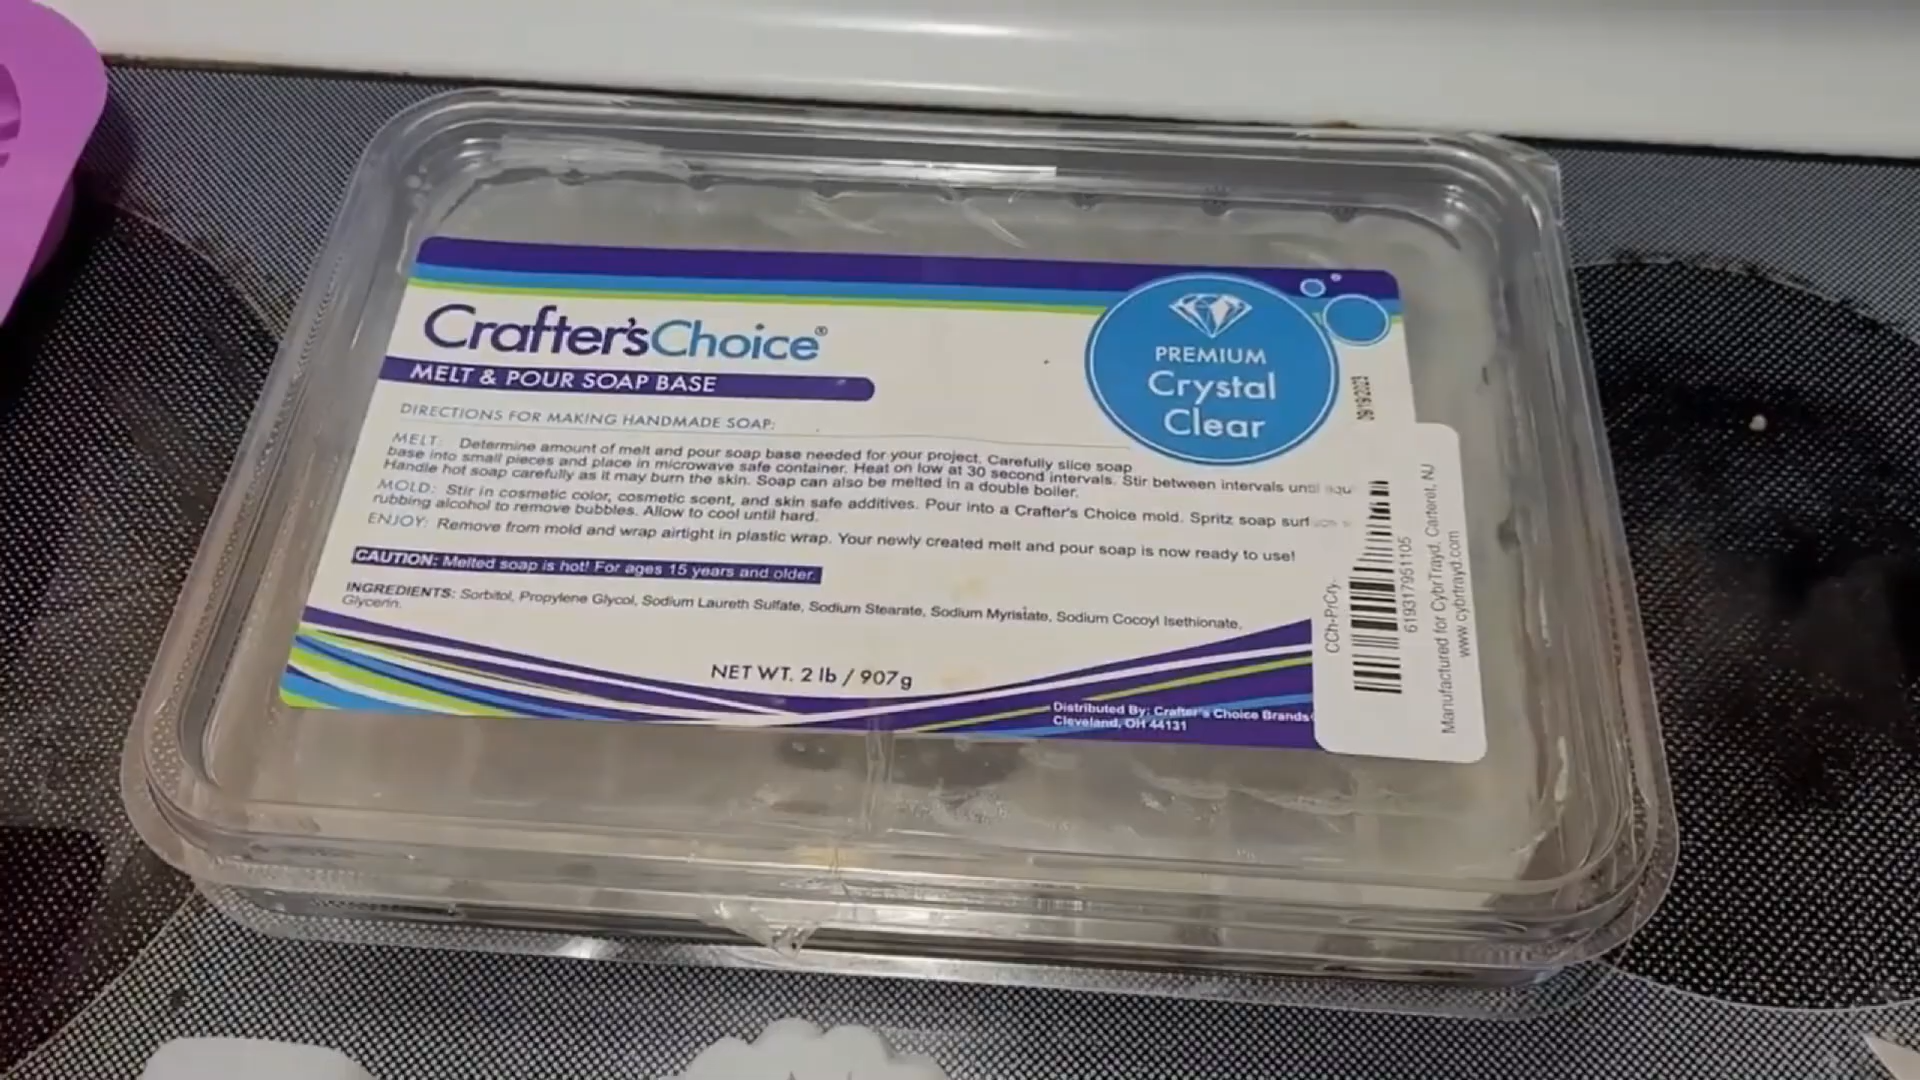 Crafter'sChoice®
MELT & POUR SOAP BASE
PREMIUM
Crystal
Clear
DIRECTIONS FOR MAKING HANDMADE SOAP:
MELT: Determine amount of melt and pour soap base needed for your project. Carefully slice soap
base into small pieces and place in microwave safe container. Heat on low at 30 second intervals. Stir between intervals until
Handle hot soap carefully as it may burn the skin. Soap can also be melted in a double boiler.
MOLD: Stir in cosmetic color, cosmetic scent, and skin safe additives. Pour into a Crafter's Choice mold. Spritz soap
rubbing alcohol to remove bubbles. Allow to cool until hard.
ENJOY: Remove from mold and wrap airtight in plastic wrap. Your newly created melt and pour soap is now ready to use!
CAUTION: Melted soap is hot! For ages 15 years and older.
INGREDIENTS: Sorbitol, Propylene Glycol, Sodium Laureth Sulfate, Sodium Stearate, Sodium Myristate, Sodium Cocoyl Isethionate,
Glycerin.
NET WT. 2 lb / 907g
Distributed By: Crafter's Choice Brands
Cleveland, OH 44131
CCh-PrCry-
619317951105
Manufactured for CybrTrayd, Carteret, NJ
www.cybrtrayd.com